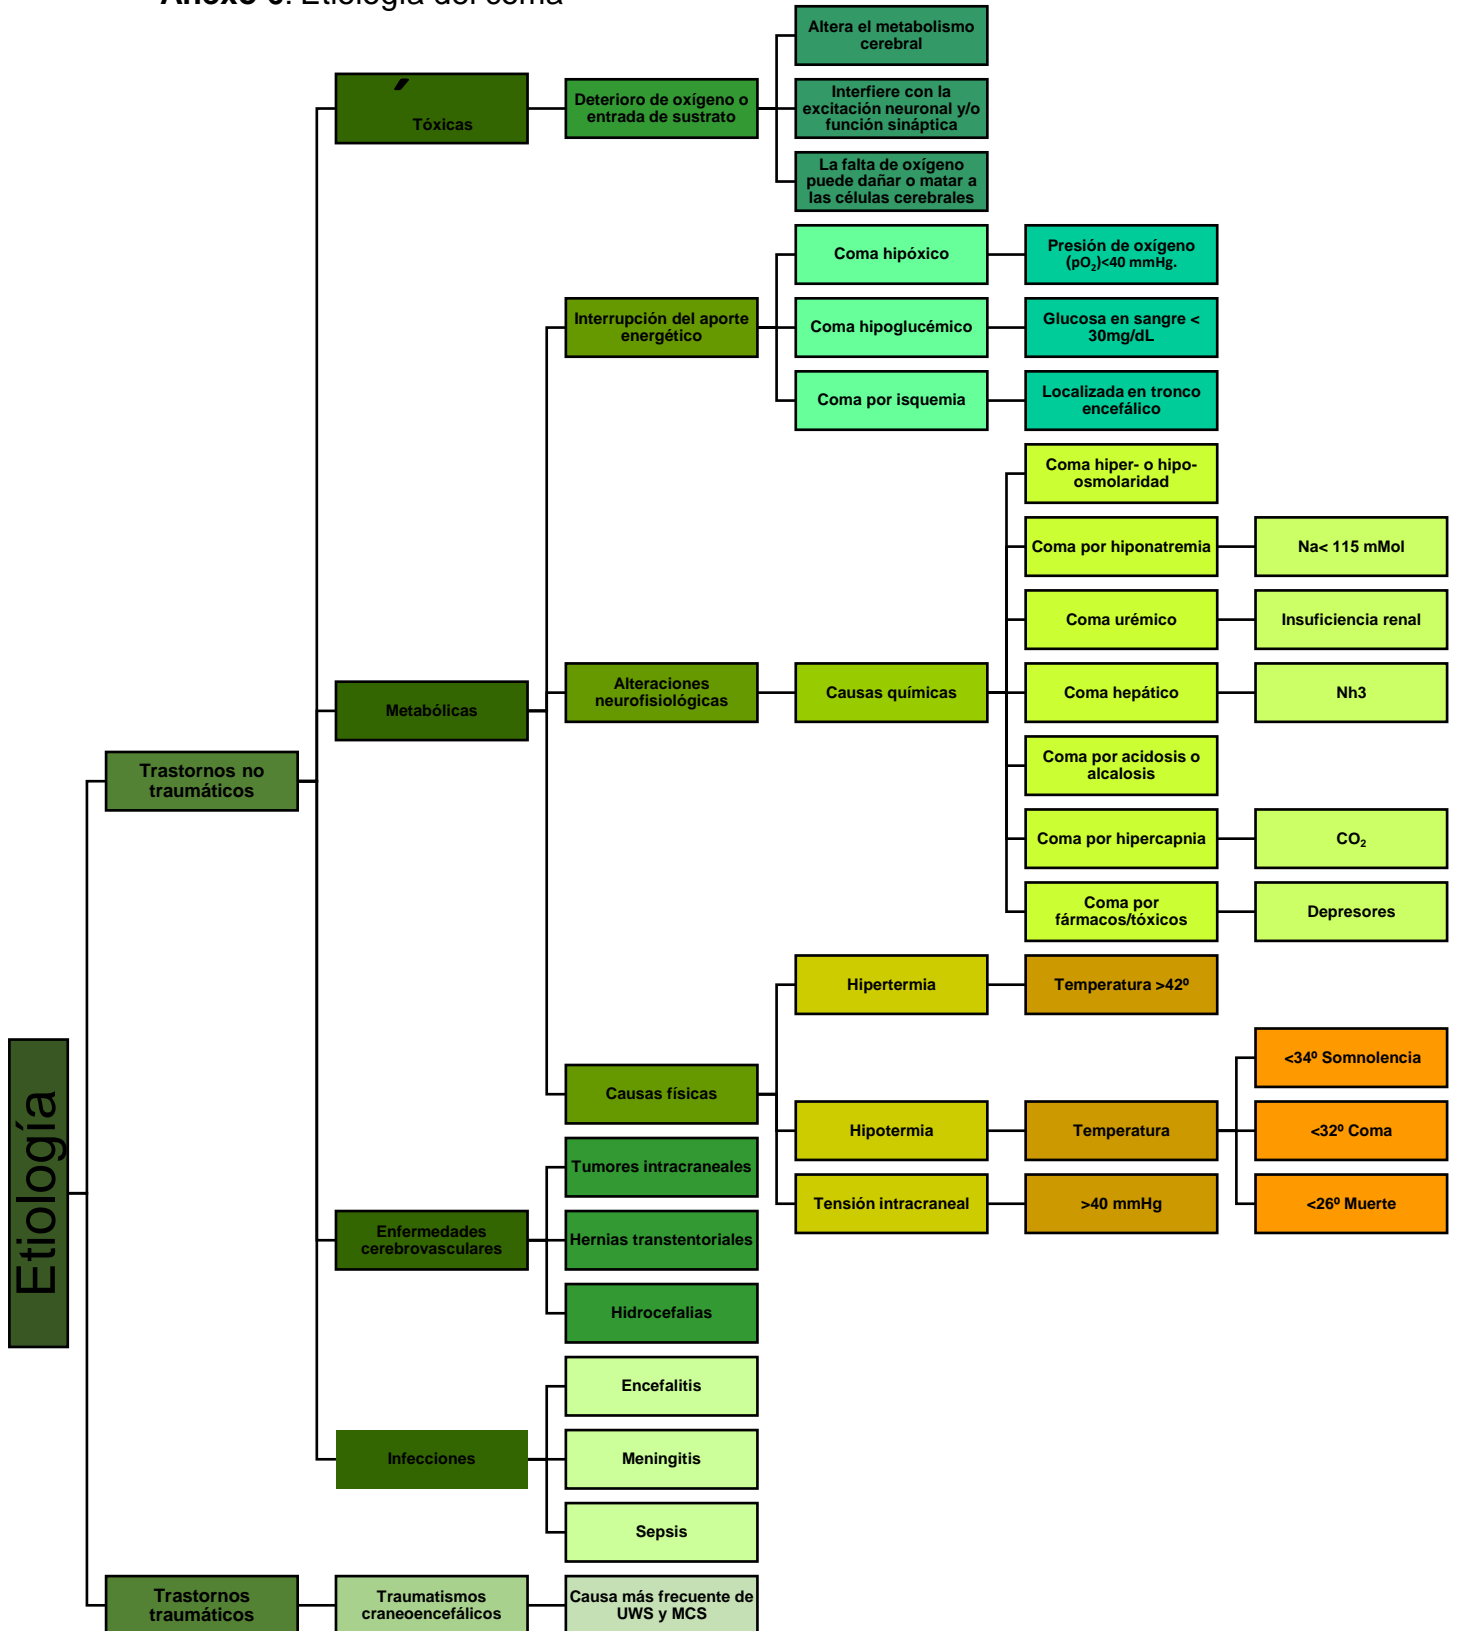 Etiología del coma
Altera el metabolismo
cerebral
Tóxicas
Deterioro de oxígeno o
entrada de sustrato
Interfiere con la
excitación neuronal y/o
función sináptica
La falta de oxígeno
puede dañar o matar a
las células cerebrales
Coma hipóxico
Presión de oxígeno
(pO₂)<40 mmHg.
Interrupción del aporte
energético
Coma hipoglucémico
Glucosa en sangre <
30mg/dL
Coma por isquemia
Localizada en tronco
encefálico
Coma hiper- o hipo-
osmolaridad
Coma por hiponatremia
Na< 115 mMol
Coma urémico
Insuficiencia renal
Metabólicas
Alteraciones
neurofisiológicas
Causas químicas
Coma hepático
Nh3
Trastornos no
traumáticos
Coma por acidosis o
alcalosis
Coma por hipercapnia
CO₂
Coma por
fármacos/tóxicos
Depresores
Hipertermia
Temperatura >42º
Etiología
Causas físicas
<34º Somnolencia
Hipotermia
Temperatura
<32º Coma
Tensión intracraneal
>40 mmHg
<26º Muerte
Enfermedades
cerebrovasculares
Tumores intracraneales
Hernias transtentoriales
Hidrocefalias
Infecciones
Encefalitis
Meningitis
Sepsis
Trastornos
traumáticos
Traumatismos
craneoencefálicos
Causa más frecuente de
UWS y MCS